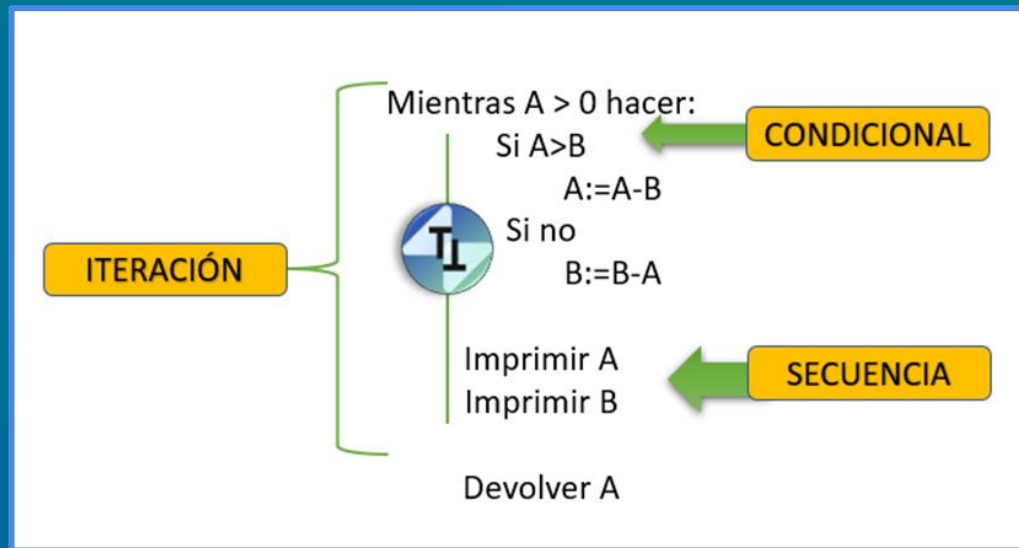 Mientras A > 0 hacer:
Si A>B
CONDICIONAL
A:=A-B
Si no
ITERACIÓN
B:=B-A
Imprimir A
SECUENCIA
Imprimir B
Devolver A